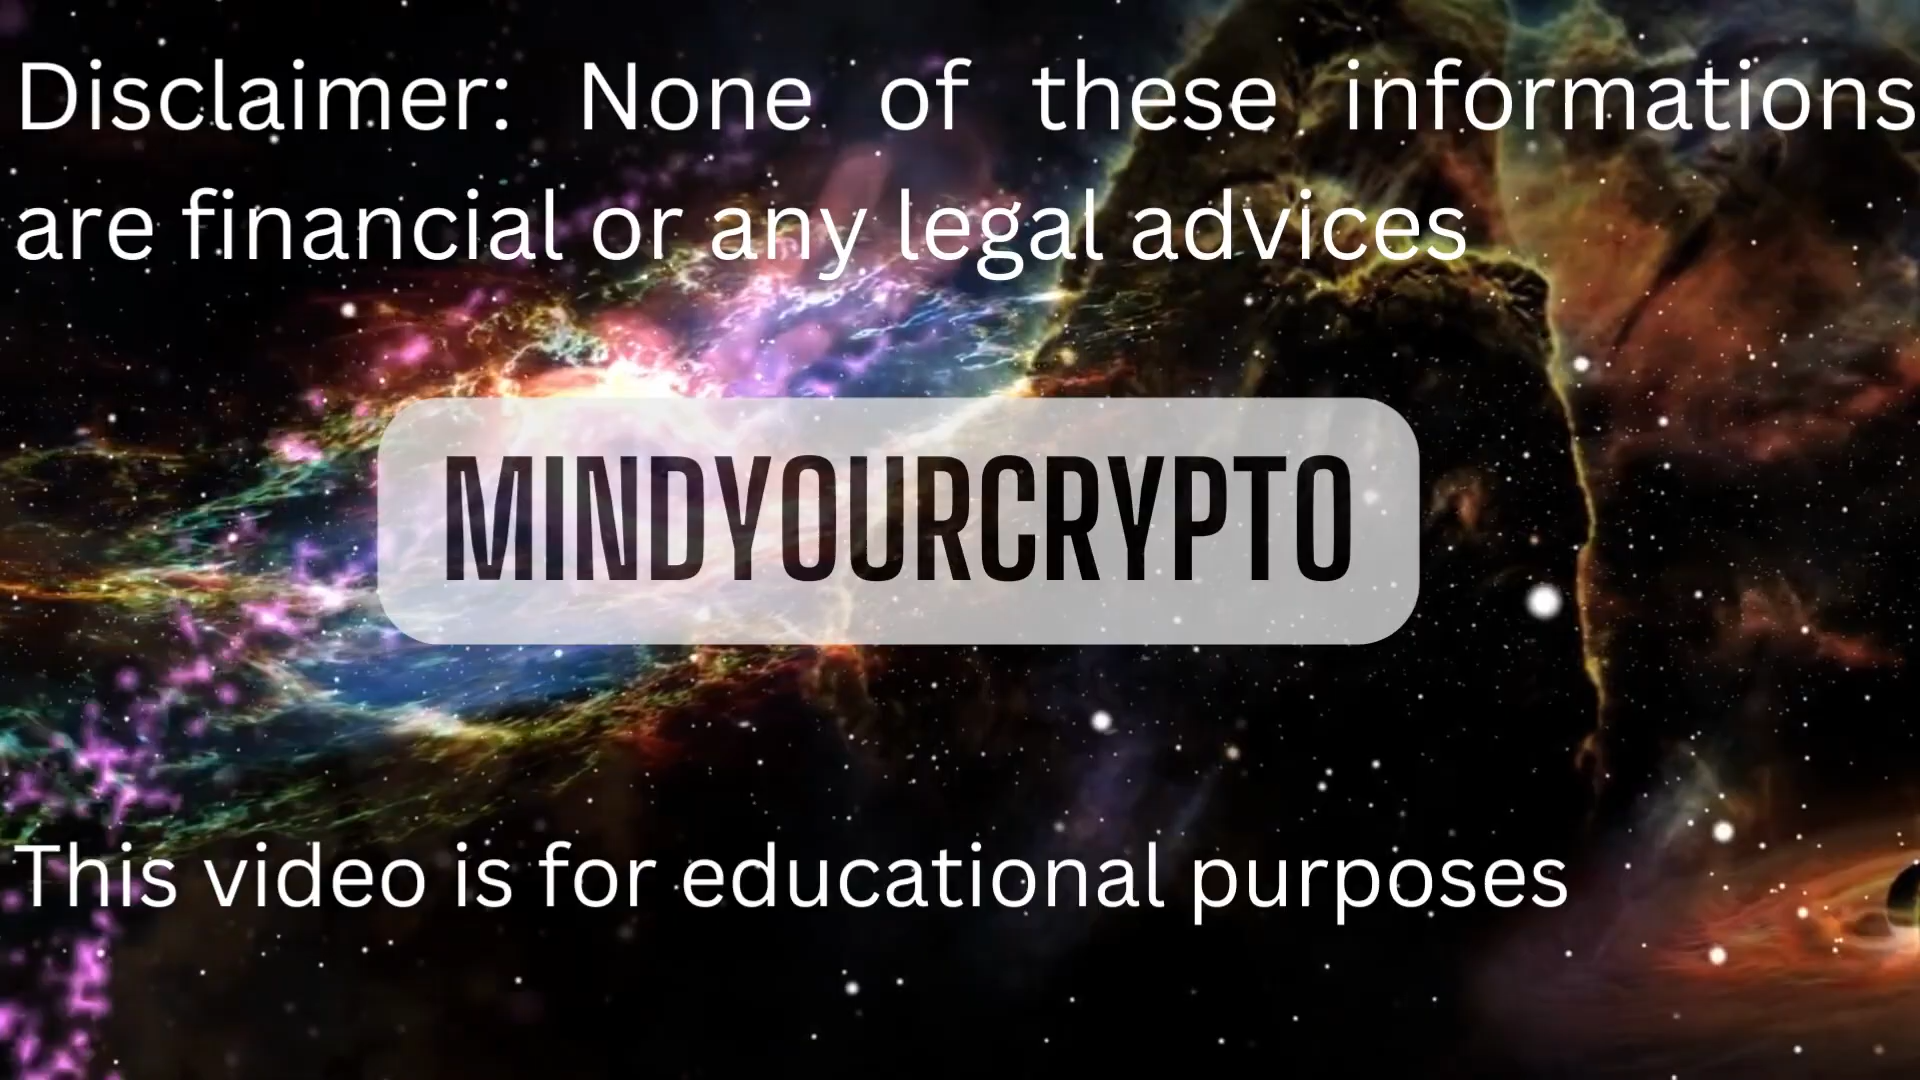 Disclaimer: None of these informations
are financial or any legal advices
MINDYOURCRYPTO
This video is for educational purposes